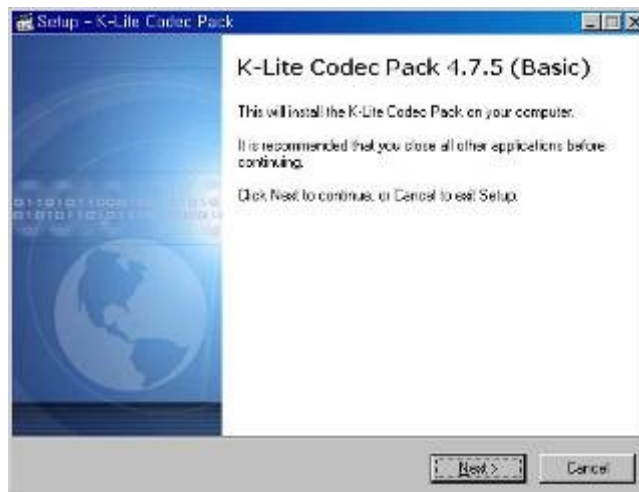 Setup - K-Lite Codec Pack
K-Lite Codec Pack 4.7.5 (Basic)
This will install the K-Lite Codec Pack on your computer.
It is recommended that you close all other applications before
continuing.
Click Next to continue, or Cancel to exit Setup.
Next >
Cancel